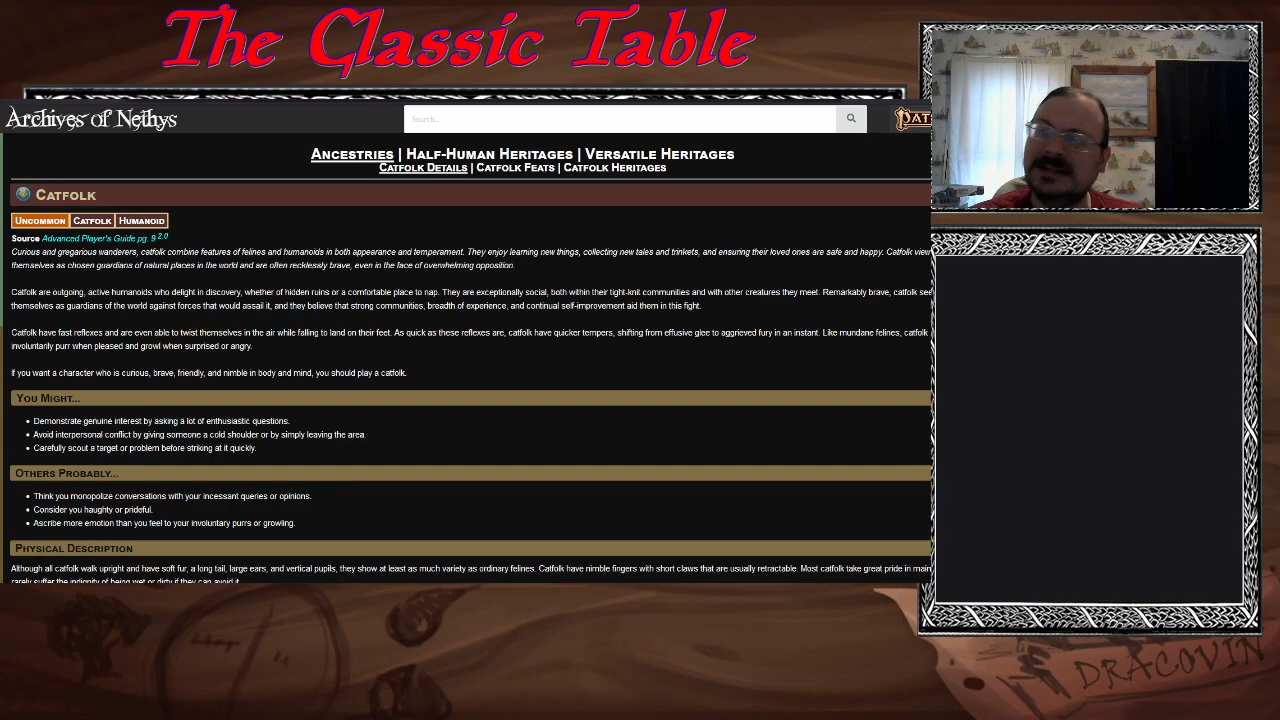 The Classic Table
Archives of Nethys
Search...
Ancestries | Half-Human Heritages | Versatile Heritages
Catfolk Details | Catfolk Feats | Catfolk Heritages
Catfolk
Uncommon Catfolk Humanoid
Source Advanced Player's Guide pg. 9 2.0
Curious and gregarious wanderers, catfolk combine features of felines and humanoids in both appearance and temperament. They enjoy learning new things, collecting new tales and trinkets, and ensuring their loved ones are safe and happy. Catfolk view
themselves as chosen guardians of natural places in the world and are often recklessly brave, even in the face of overwhelming opposition.
Catfolk are outgoing, active humanoids who delight in discovery, whether of hidden ruins or a comfortable place to nap. They are exceptionally social, both within their tight-knit communities and with other creatures they meet. Remarkably brave, catfolk see
themselves as guardians of the world against forces that would assail it, and they believe that strong communities, breadth of experience, and continual self-improvement aid them in this fight.
Catfolk have fast reflexes and are even able to twist themselves in the air while falling to land on their feet. As quick as these reflexes are, catfolk have quicker tempers, shifting from effusive glee to aggrieved fury in an instant. Like mundane felines, catfolk
involuntarily purr when pleased and growl when surprised or angry.
If you want a character who is curious, brave, friendly, and nimble in body and mind, you should play a catfolk.
You Might...
• Demonstrate genuine interest by asking a lot of enthusiastic questions.
• Avoid interpersonal conflict by giving someone a cold shoulder or by simply leaving the area.
• Carefully scout a target or problem before striking at it quickly.
Others Probably...
• Think you monopolize conversations with your incessant queries or opinions.
• Consider you haughty or prideful.
• Ascribe more emotion than you feel to your involuntary purrs or growling.
Physical Description
Although all catfolk walk upright and have soft fur, a long tail, large ears, and vertical pupils, they show at least as much variety as ordinary felines. Catfolk have nimble fingers with short claws that are usually retractable. Most catfolk take great pride in main
rarely suffer the indignity of being wet or dirty if they can avoid it.
DRACOVIN